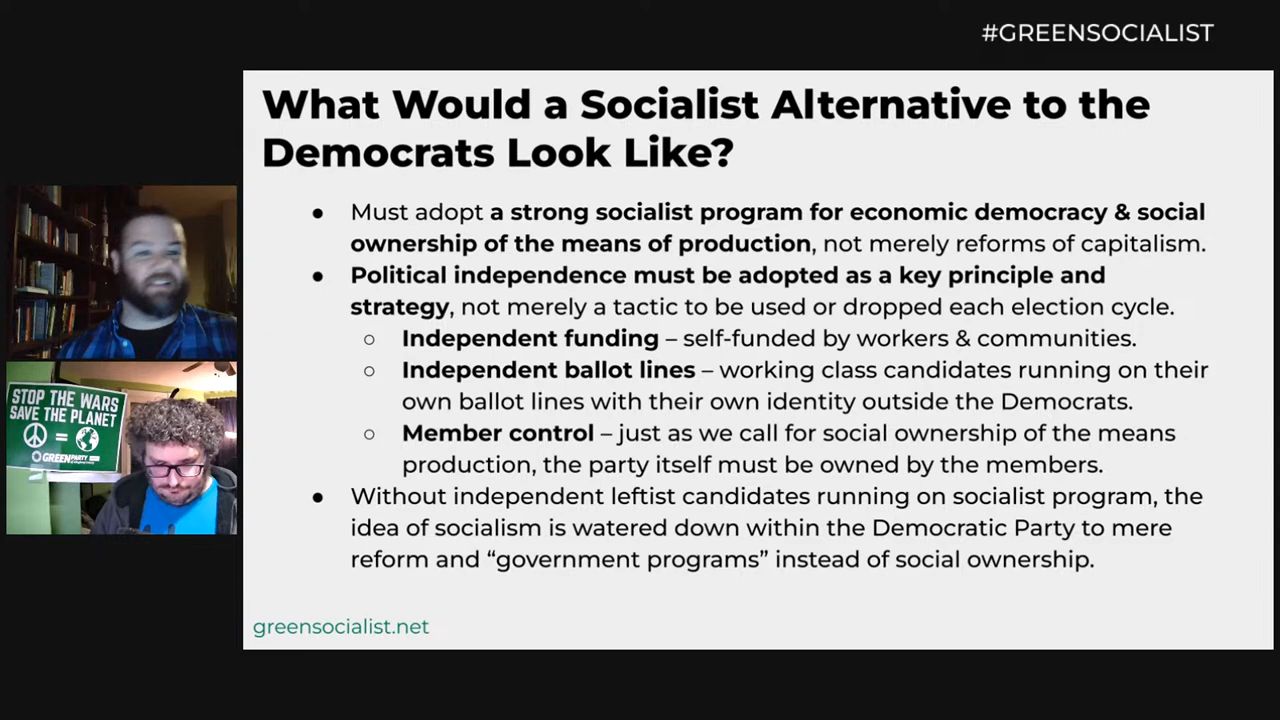 #GREENSOCIALIST
What Would a Socialist Alternative to the
Democrats Look Like?
● Must adopt a strong socialist program for economic democracy & social
ownership of the means of production, not merely reforms of capitalism.
● Political independence must be adopted as a key principle and
strategy, not merely a tactic to be used or dropped each election cycle.
○ Independent funding – self-funded by workers & communities.
○ Independent ballot lines – working class candidates running on their
own ballot lines with their own identity outside the Democrats.
○ Member control – just as we call for social ownership of the means
production, the party itself must be owned by the members.
● Without independent leftist candidates running on socialist program, the
idea of socialism is watered down within the Democratic Party to mere
reform and “government programs” instead of social ownership.
greensocialist.net
STOP THE WARS
SAVE THE PLANET
=
GREENPARTY